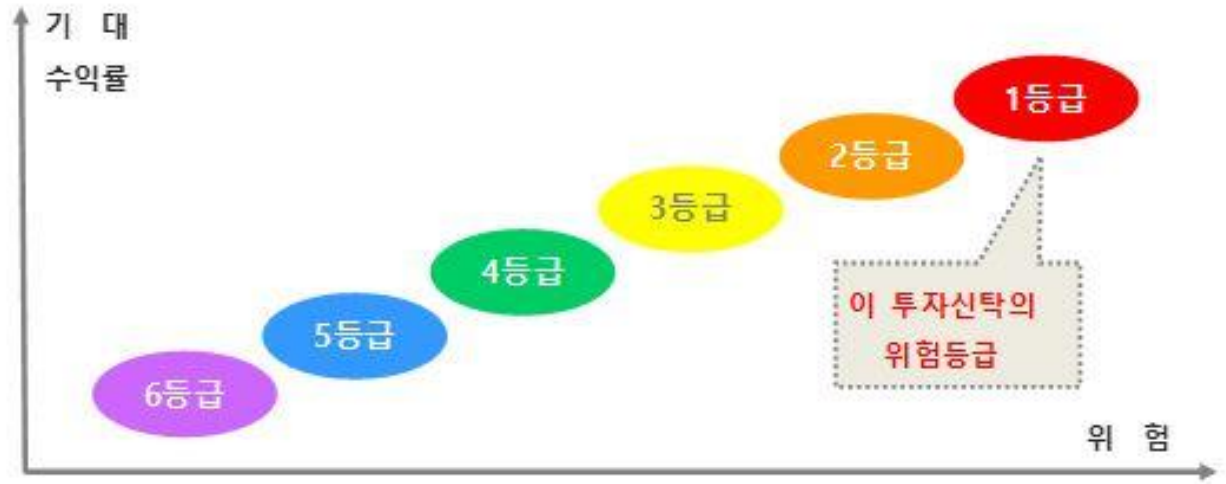 기 대
수익률
1등급
2등급
3등급
4등급
5등급
6등급
이 투자신탁의
위험등급
위 험